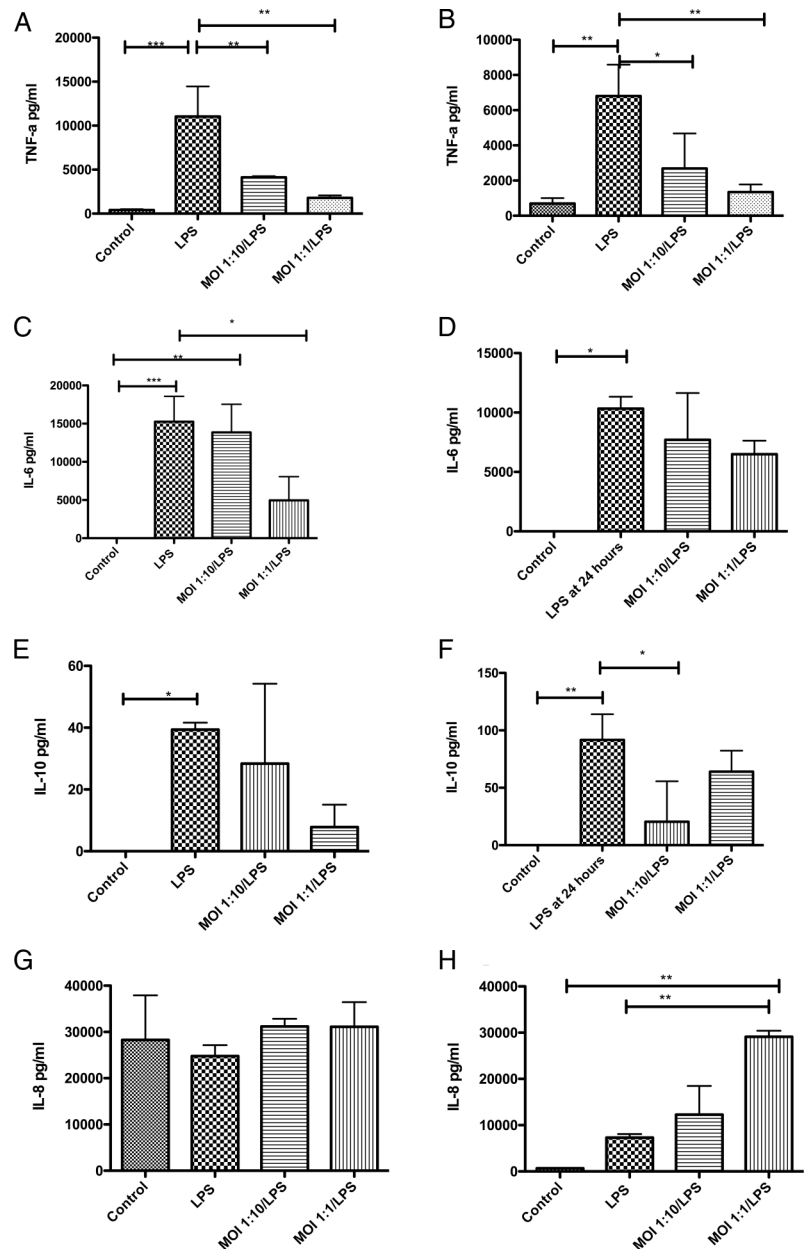 A
TNF-a pg/ml
20000
15000
10000
5000
0
***
**
**
Control
LPS
MOI 1:10/LPS
MOI 1:1/LPS
B
TNF-a pg/ml
10000
8000
6000
4000
2000
0
**
*
**
Control
LPS
MOI 1:10/LPS
MOI 1:1/LPS
C
IL-6 pg/ml
20000
15000
10000
5000
0
*
**
***
Control
LPS
MOI 1:10/LPS
MOI 1:1/LPS
D
IL-6 pg/ml
15000
10000
5000
0
*
Control
LPS at 24 hours
MOI 1:10/LPS
MOI 1:1/LPS
E
IL-10 pg/ml
60
40
20
0
*
Control
LPS
MOI 1:10/LPS
MOI 1:1/LPS
F
IL-10 pg/ml
150
100
50
0
**
*
Control
LPS at 24 hours
MOI 1:10/LPS
MOI 1:1/LPS
G
IL-8 pg/ml
40000
30000
20000
10000
0
Control
LPS
MOI 1:10/LPS
MOI 1:1/LPS
H
IL-8 pg/ml
40000
30000
20000
10000
0
**
**
Control
LPS
MOI 1:10/LPS
MOI 1:1/LPS